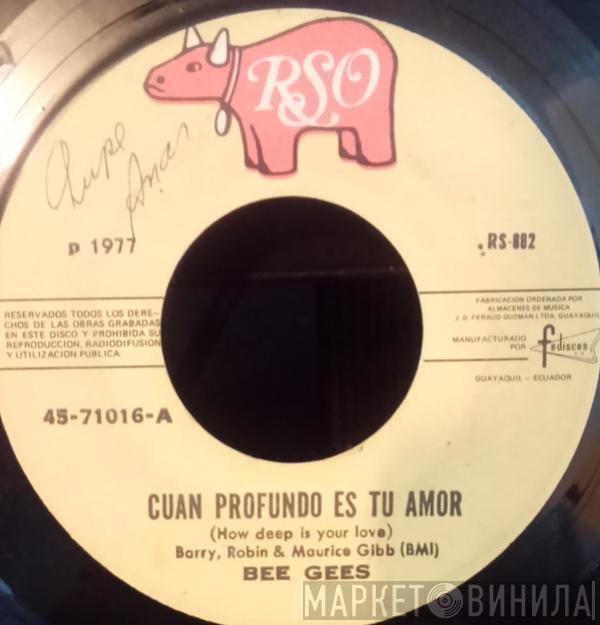 RSO
Lupe
p 1977
RS-882
RESERVADOS TODOS LOS DERE-
CHOS DE LAS OBRAS GRABADAS
EN ESTE DISCO Y PROHIBIDA SU
REPRODUCCION, RADIODIFUSION
Y UTILIZACION PUBLICA.
FABRICACION ORDENADA POR
ALMACENES DE MUSICA
J. D. FERAUD GUZMAN LTDA, GUAYAQUIL
MANUFACTURADO
POR
fediscos
GUAYAQUIL - ECUADOR
45-71016-A
CUAN PROFUNDO ES TU AMOR
(How deep is your love)
Barry, Robin & Maurice Gibb (BMI)
BEE GEES
МАРКЕТ ВИНИЛА